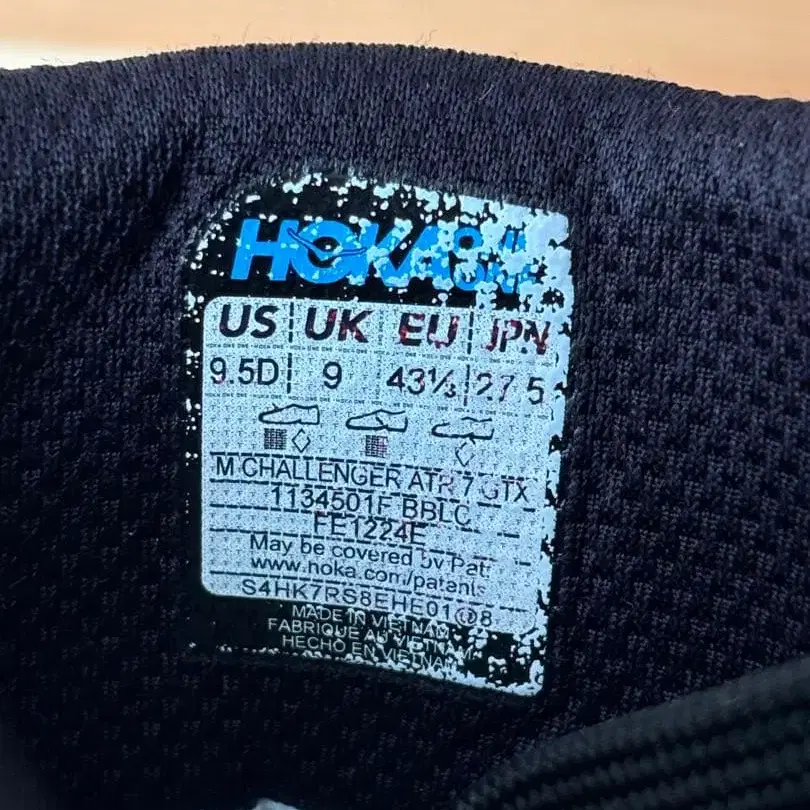 HOKA
US UK EU JPN
9.5D 9 43⅓ 27.5
M CHALLENGER ATR 7 GTX
1134501F BBLC
FE1224E
May be covered by Pat:
www.hoka.com/patents
S4HK7RS8EHE01
MADE IN VIETNAM
FABRIQUE AU VIETNAM
HECHO EN VIETNAM